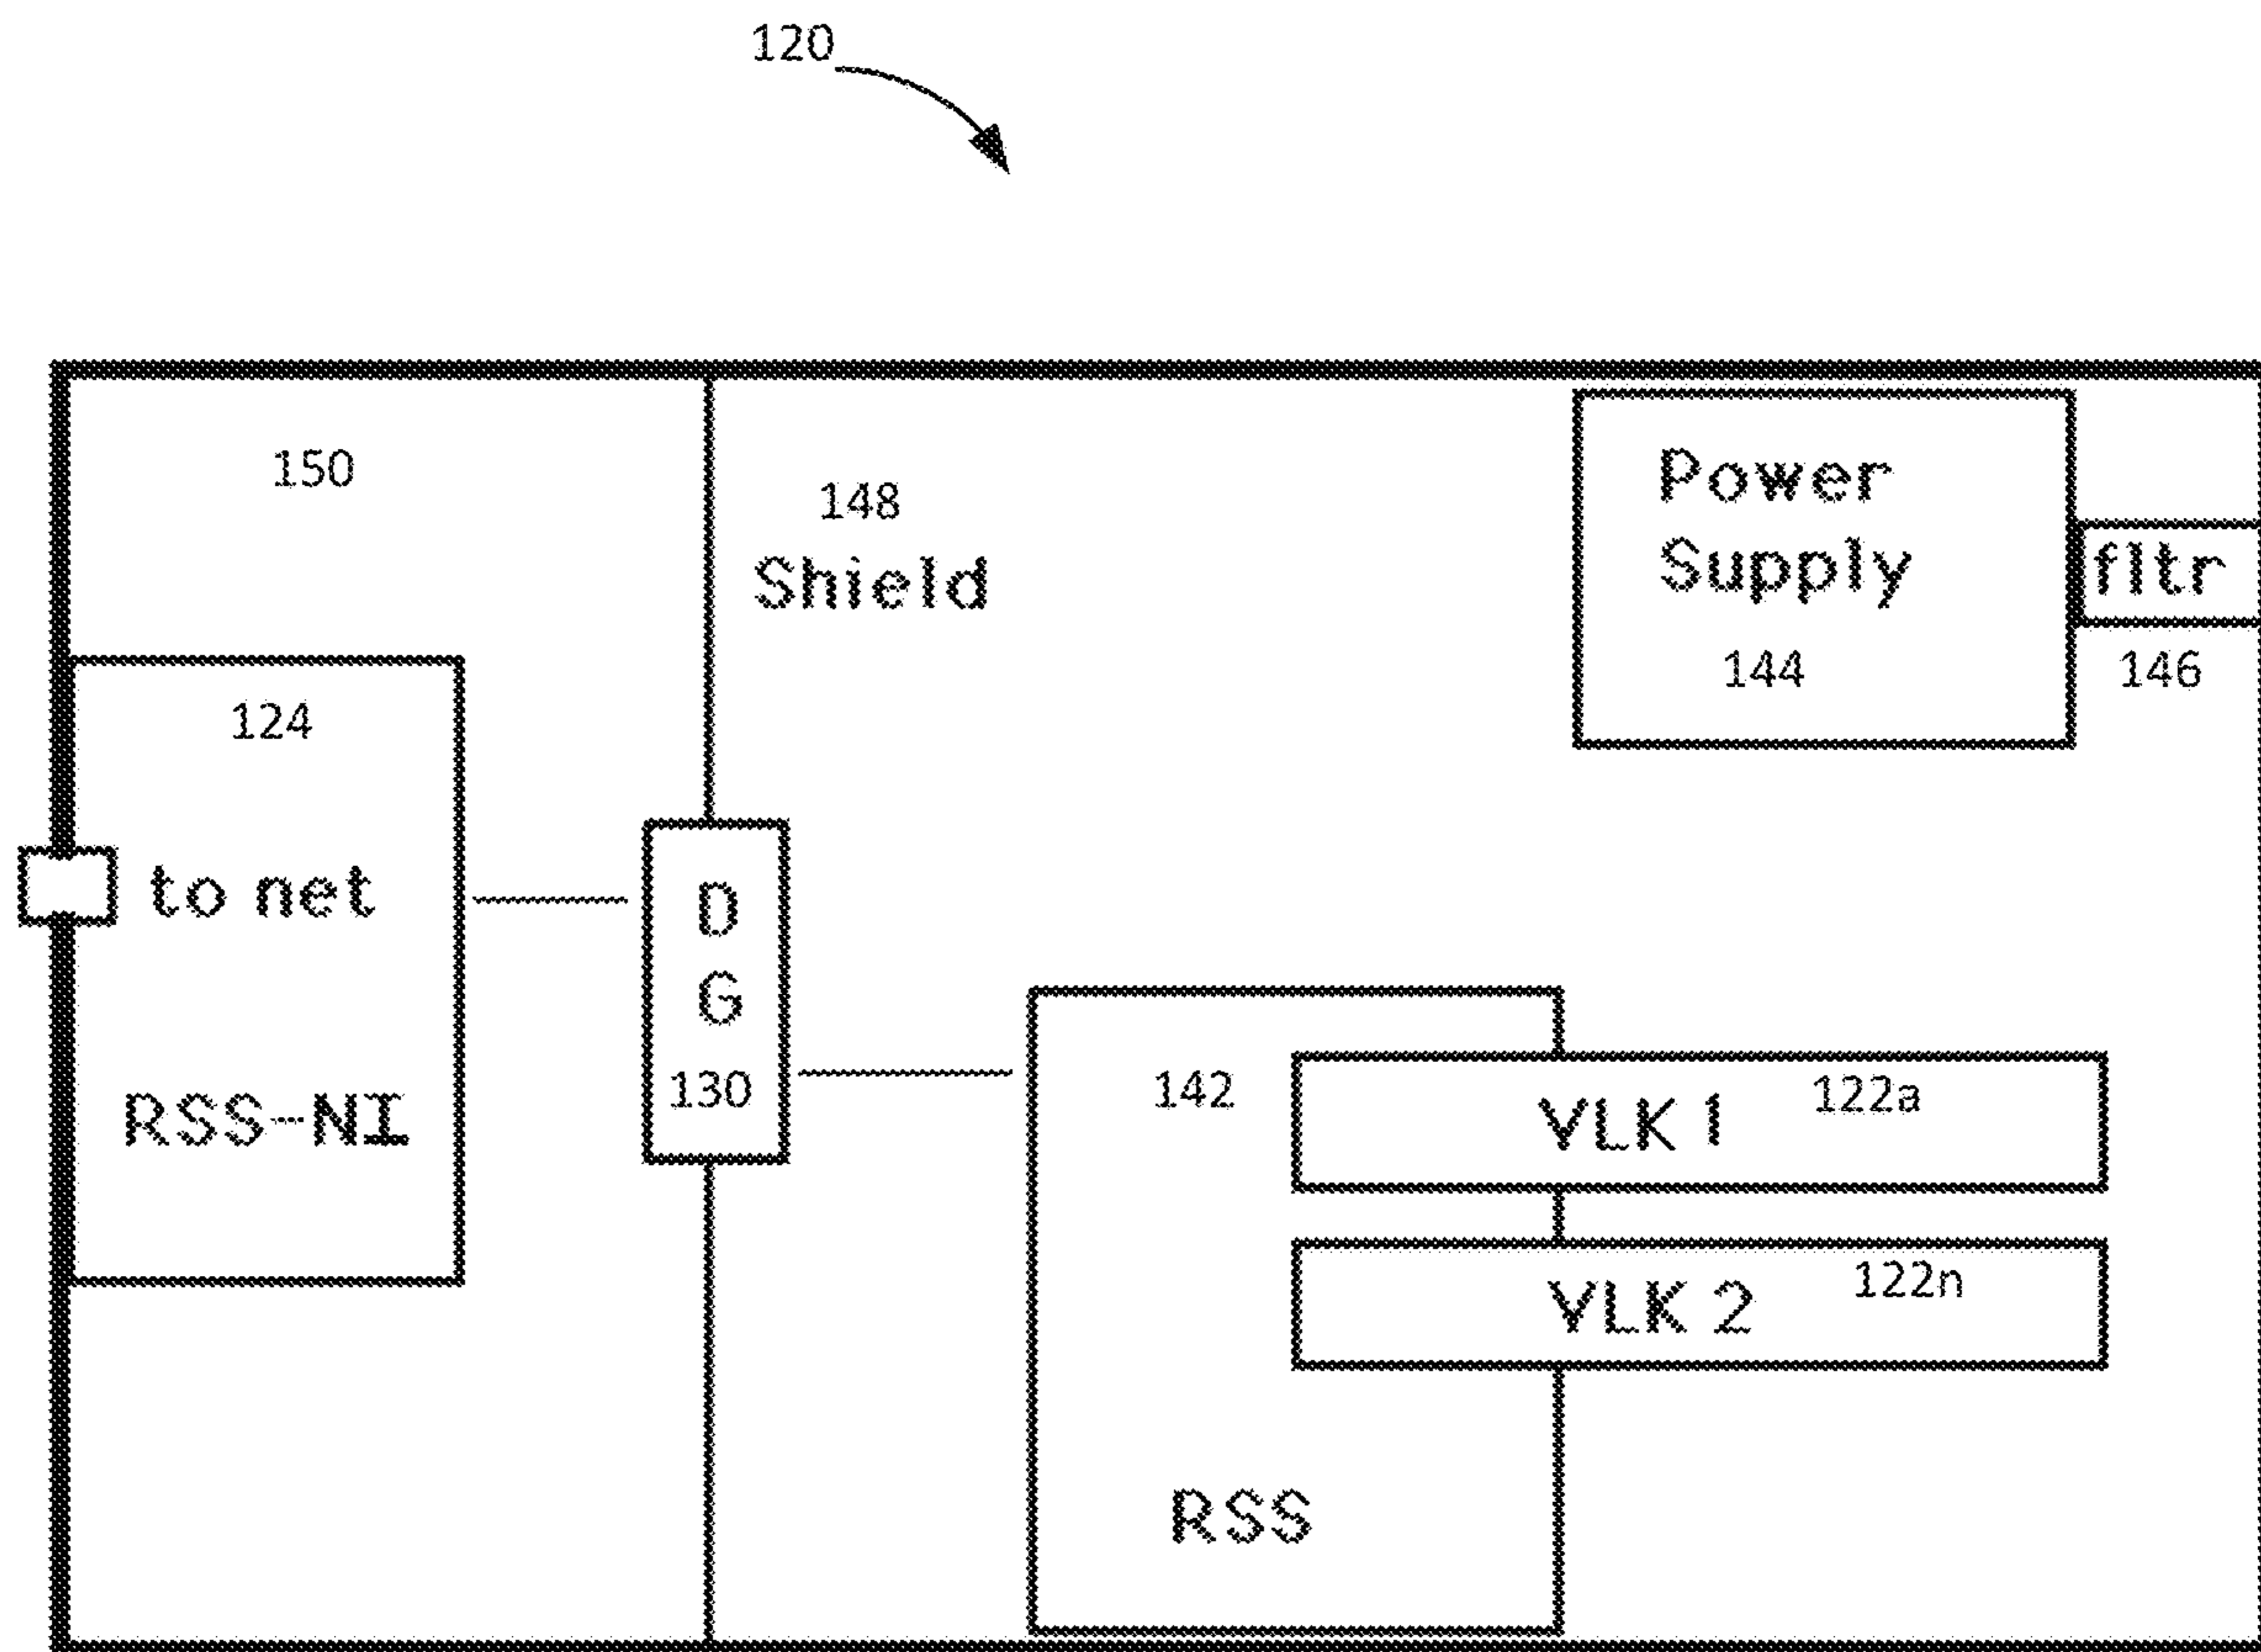 120
150
148
Shield
Power
Supply
144
fltr
146
124
to net
RSS-NI
D
G
130
142
VLK 1
122a
VLK 2
122n
RSS